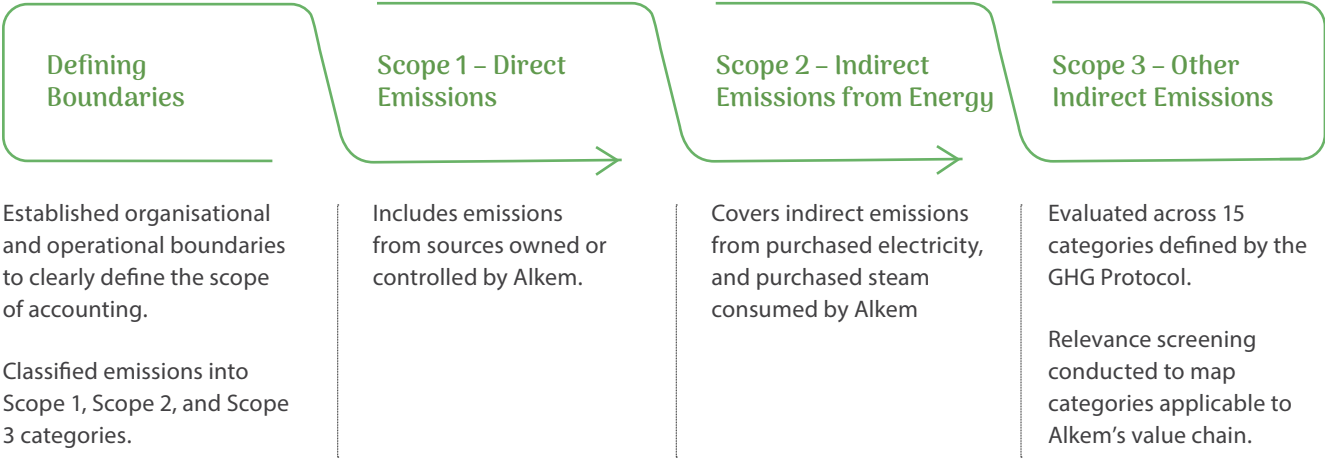 Defining
Boundaries
Established organisational
and operational boundaries
to clearly define the scope
of accounting.
Classified emissions into
Scope 1, Scope 2, and Scope
3 categories.
Scope 1 – Direct
Emissions
Includes emissions
from sources owned or
controlled by Alkem.
Scope 2 – Indirect
Emissions from Energy
Covers indirect emissions
from purchased electricity,
and purchased steam
consumed by Alkem
Scope 3 – Other
Indirect Emissions
Evaluated across 15
categories defined by the
GHG Protocol.
Relevance screening
conducted to map
categories applicable to
Alkem’s value chain.